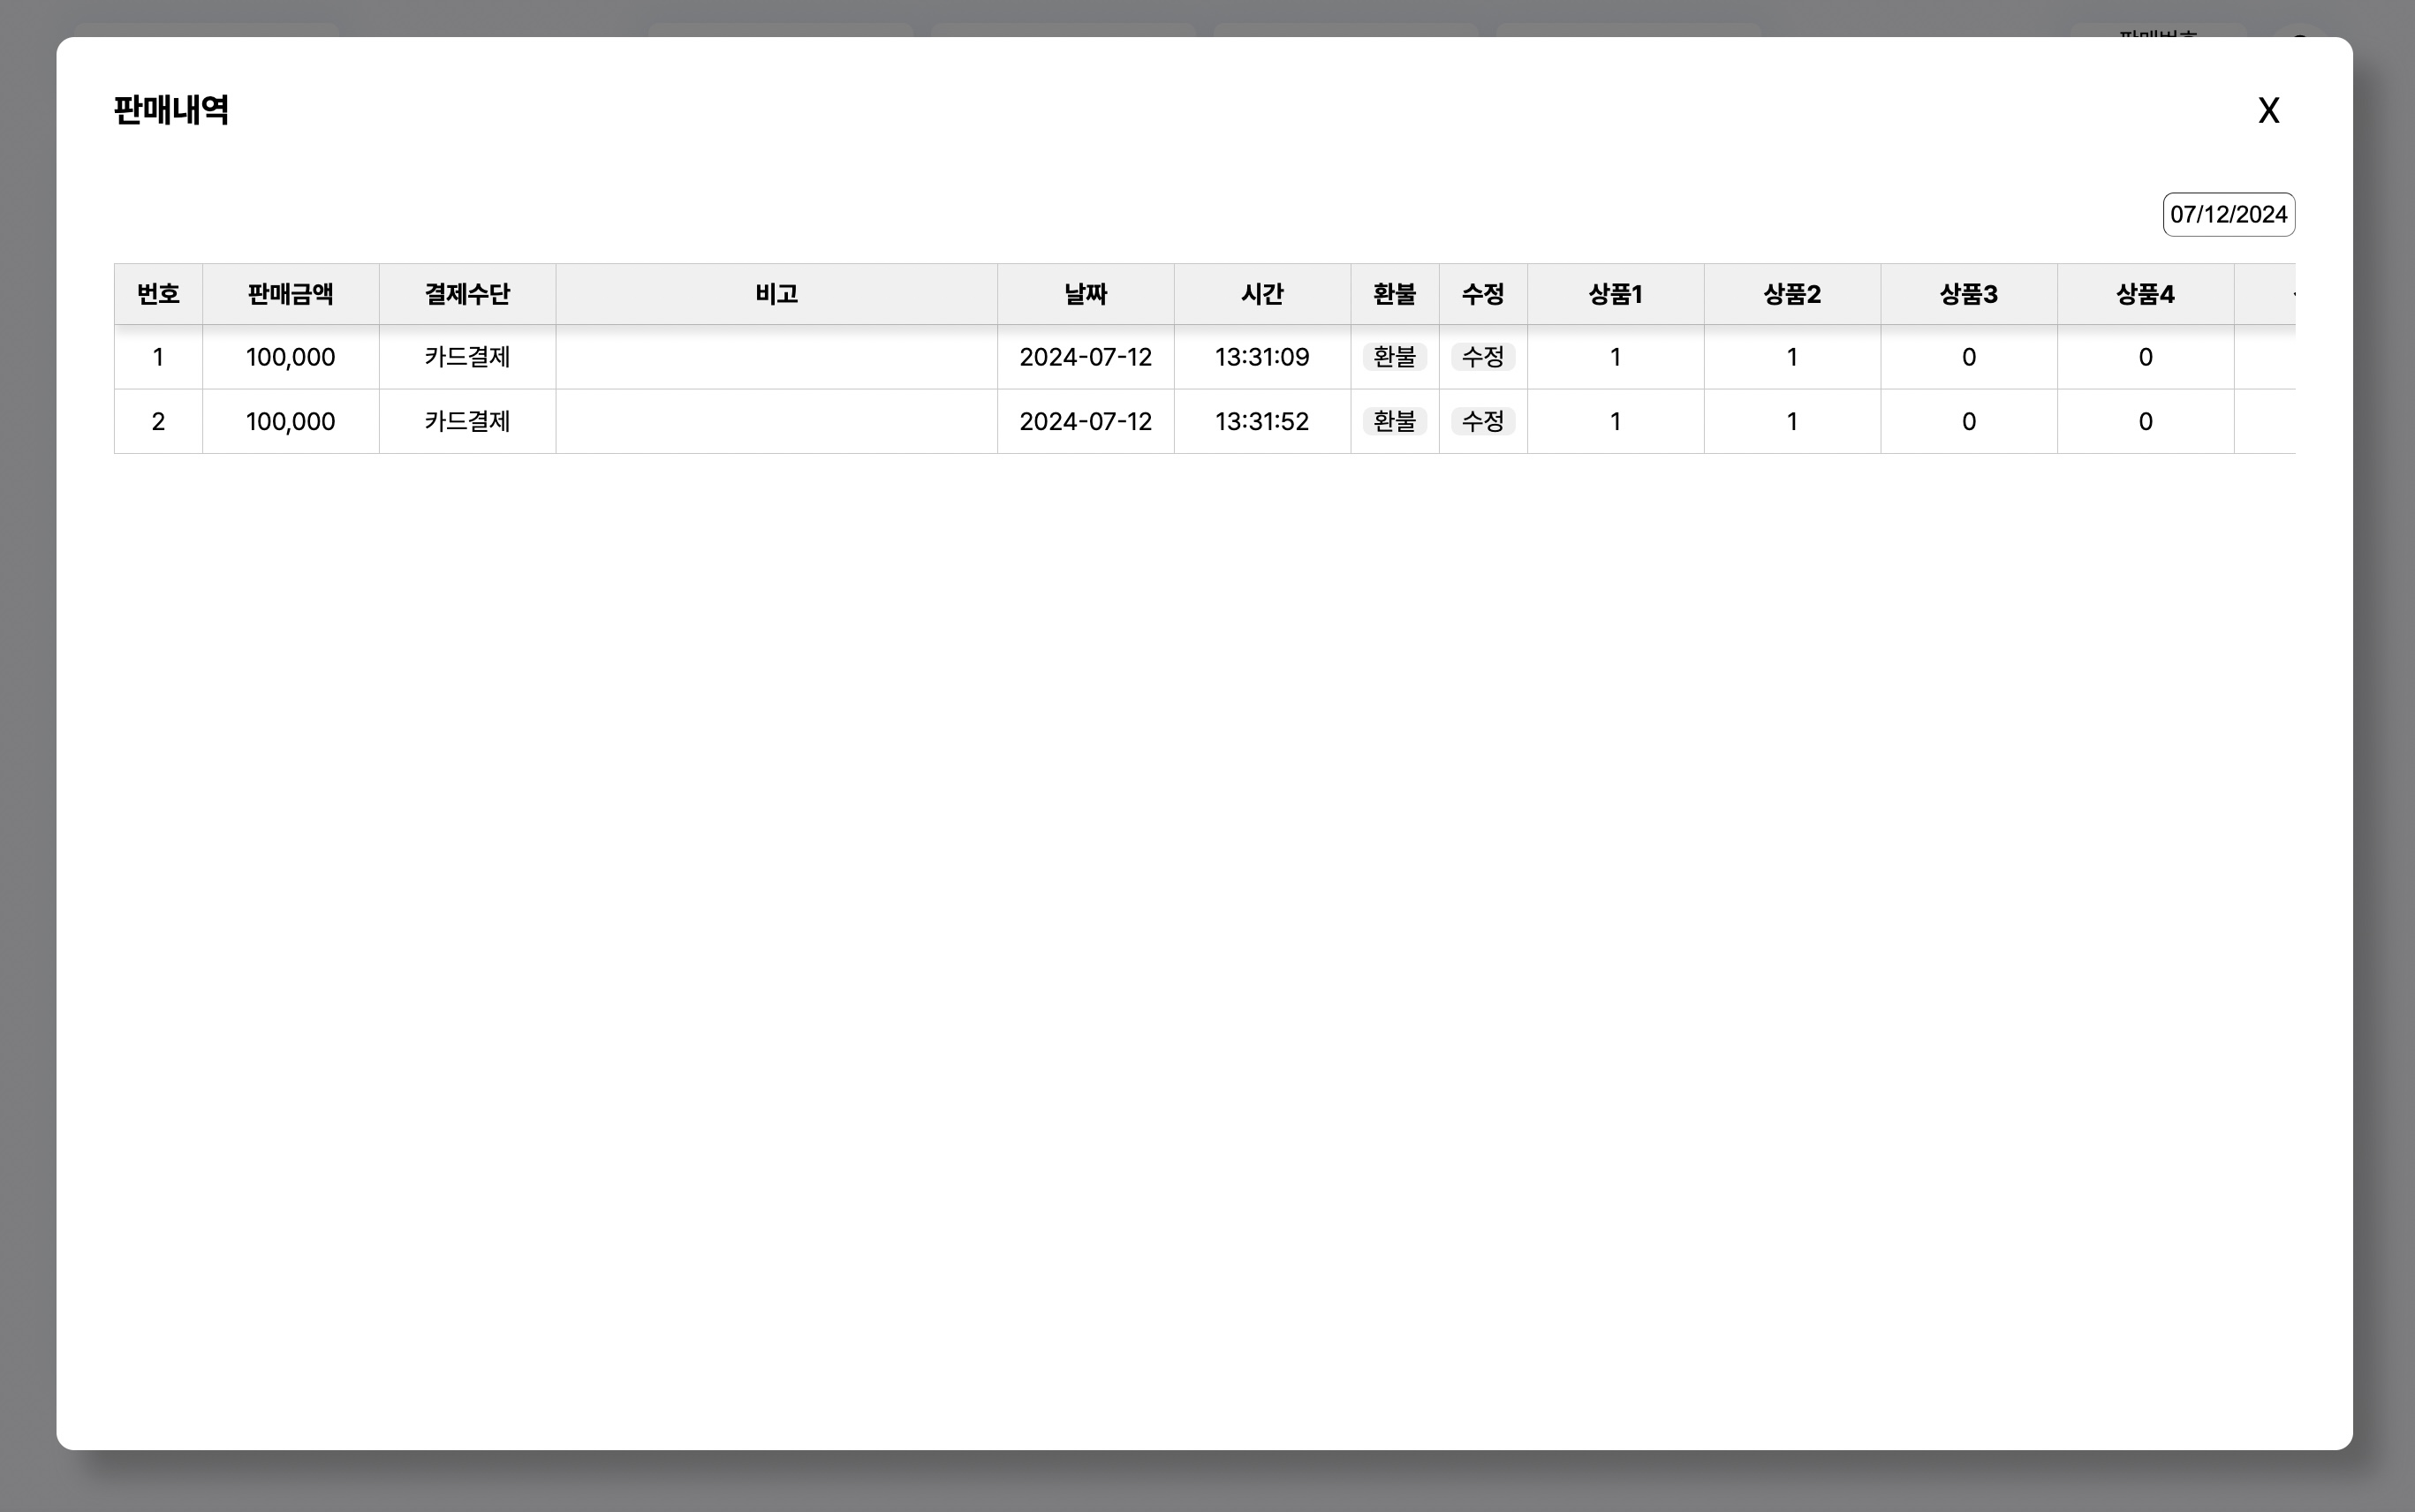 판매내역 X
07/12/2024
번호 판매금액 결제수단 비고 날짜 시간 환불 수정 상품1 상품2 상품3 상품4
1 100,000 카드결제 2024-07-12 13:31:09 환불 수정 1 1 0 0
2 100,000 카드결제 2024-07-12 13:31:52 환불 수정 1 1 0 0